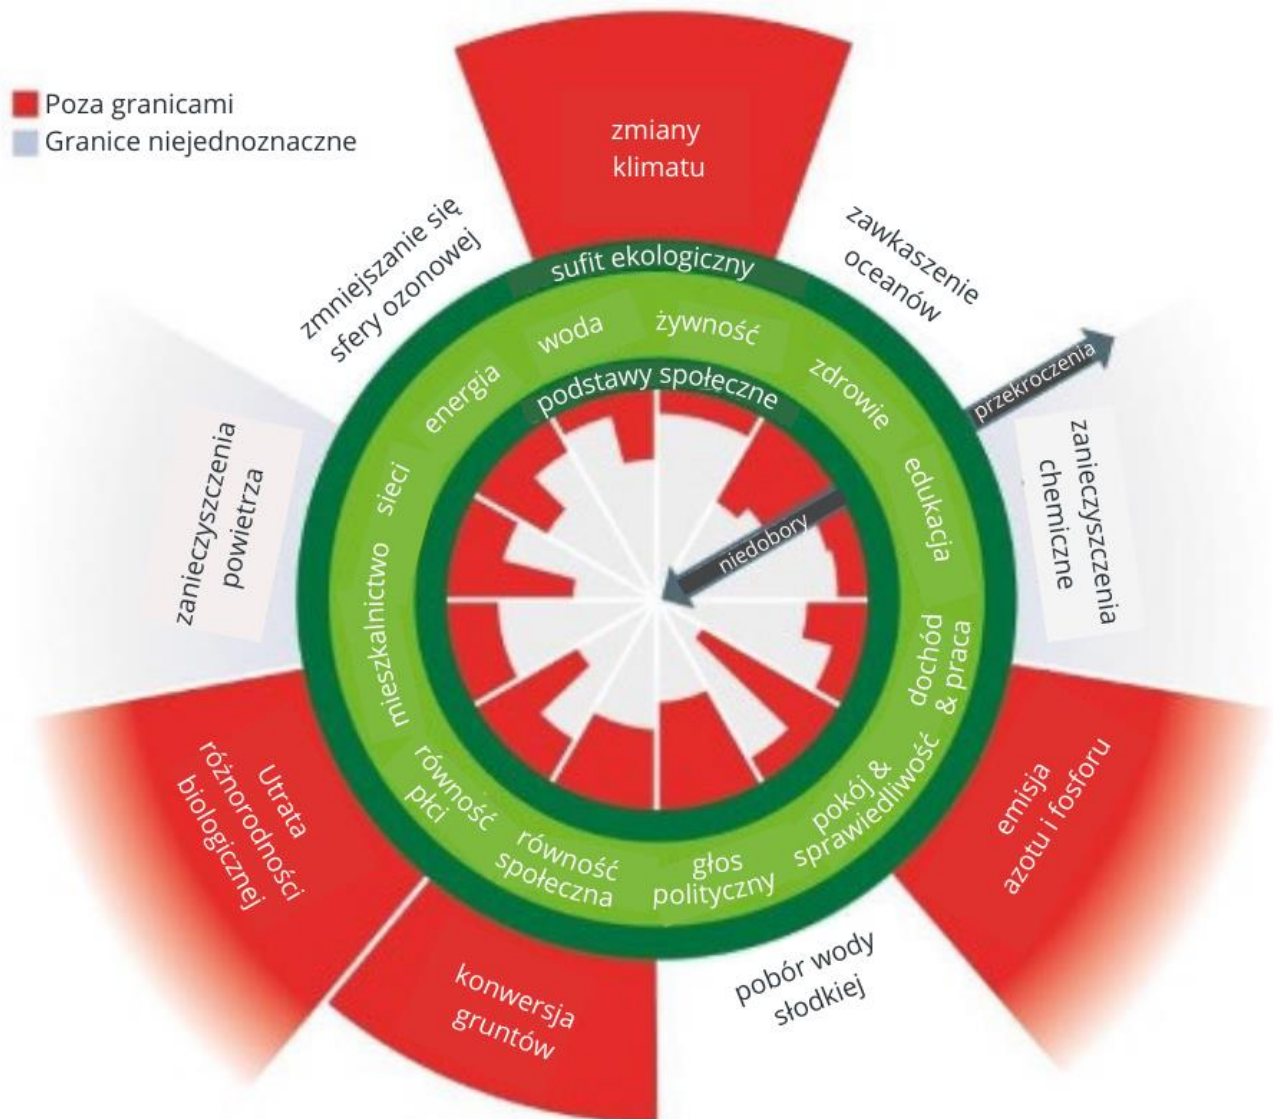 Poza granicami
Granice niejednoznaczne
zmiany
klimatu
zmniejszanie się
sfery ozonowej
zawkaszenie
oceanów
sufit ekologiczny
woda
żywność
energia
zdrowie
podstawy społeczne
przekroczenia
zanieczyszczenia
powietrza
sieci
edukacja
zanieczyszczenia
chemiczne
niedobory
mieszkalnictwo
dochód
& praca
Utrata
różnorodności
biologicznej
równość
płci
pokój &
sprawiedliwość
emisja
azotu i fosforu
równość
społeczna
głos
polityczny
konwersja
gruntów
pobór wody
słodkiej